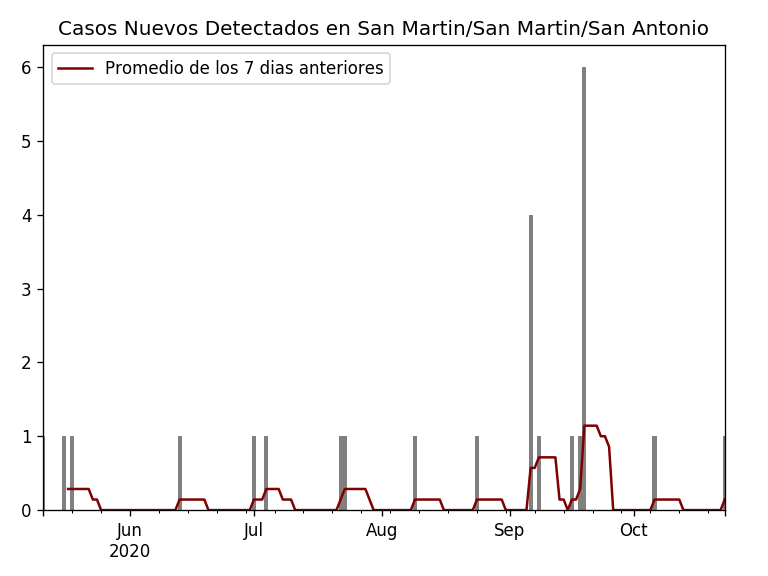 Casos Nuevos Detectados en San Martin/San Martin/San Antonio
Promedio de los 7 dias anteriores
6
5
4
3
2
1
0
Jun Jul Aug Sep Oct
2020